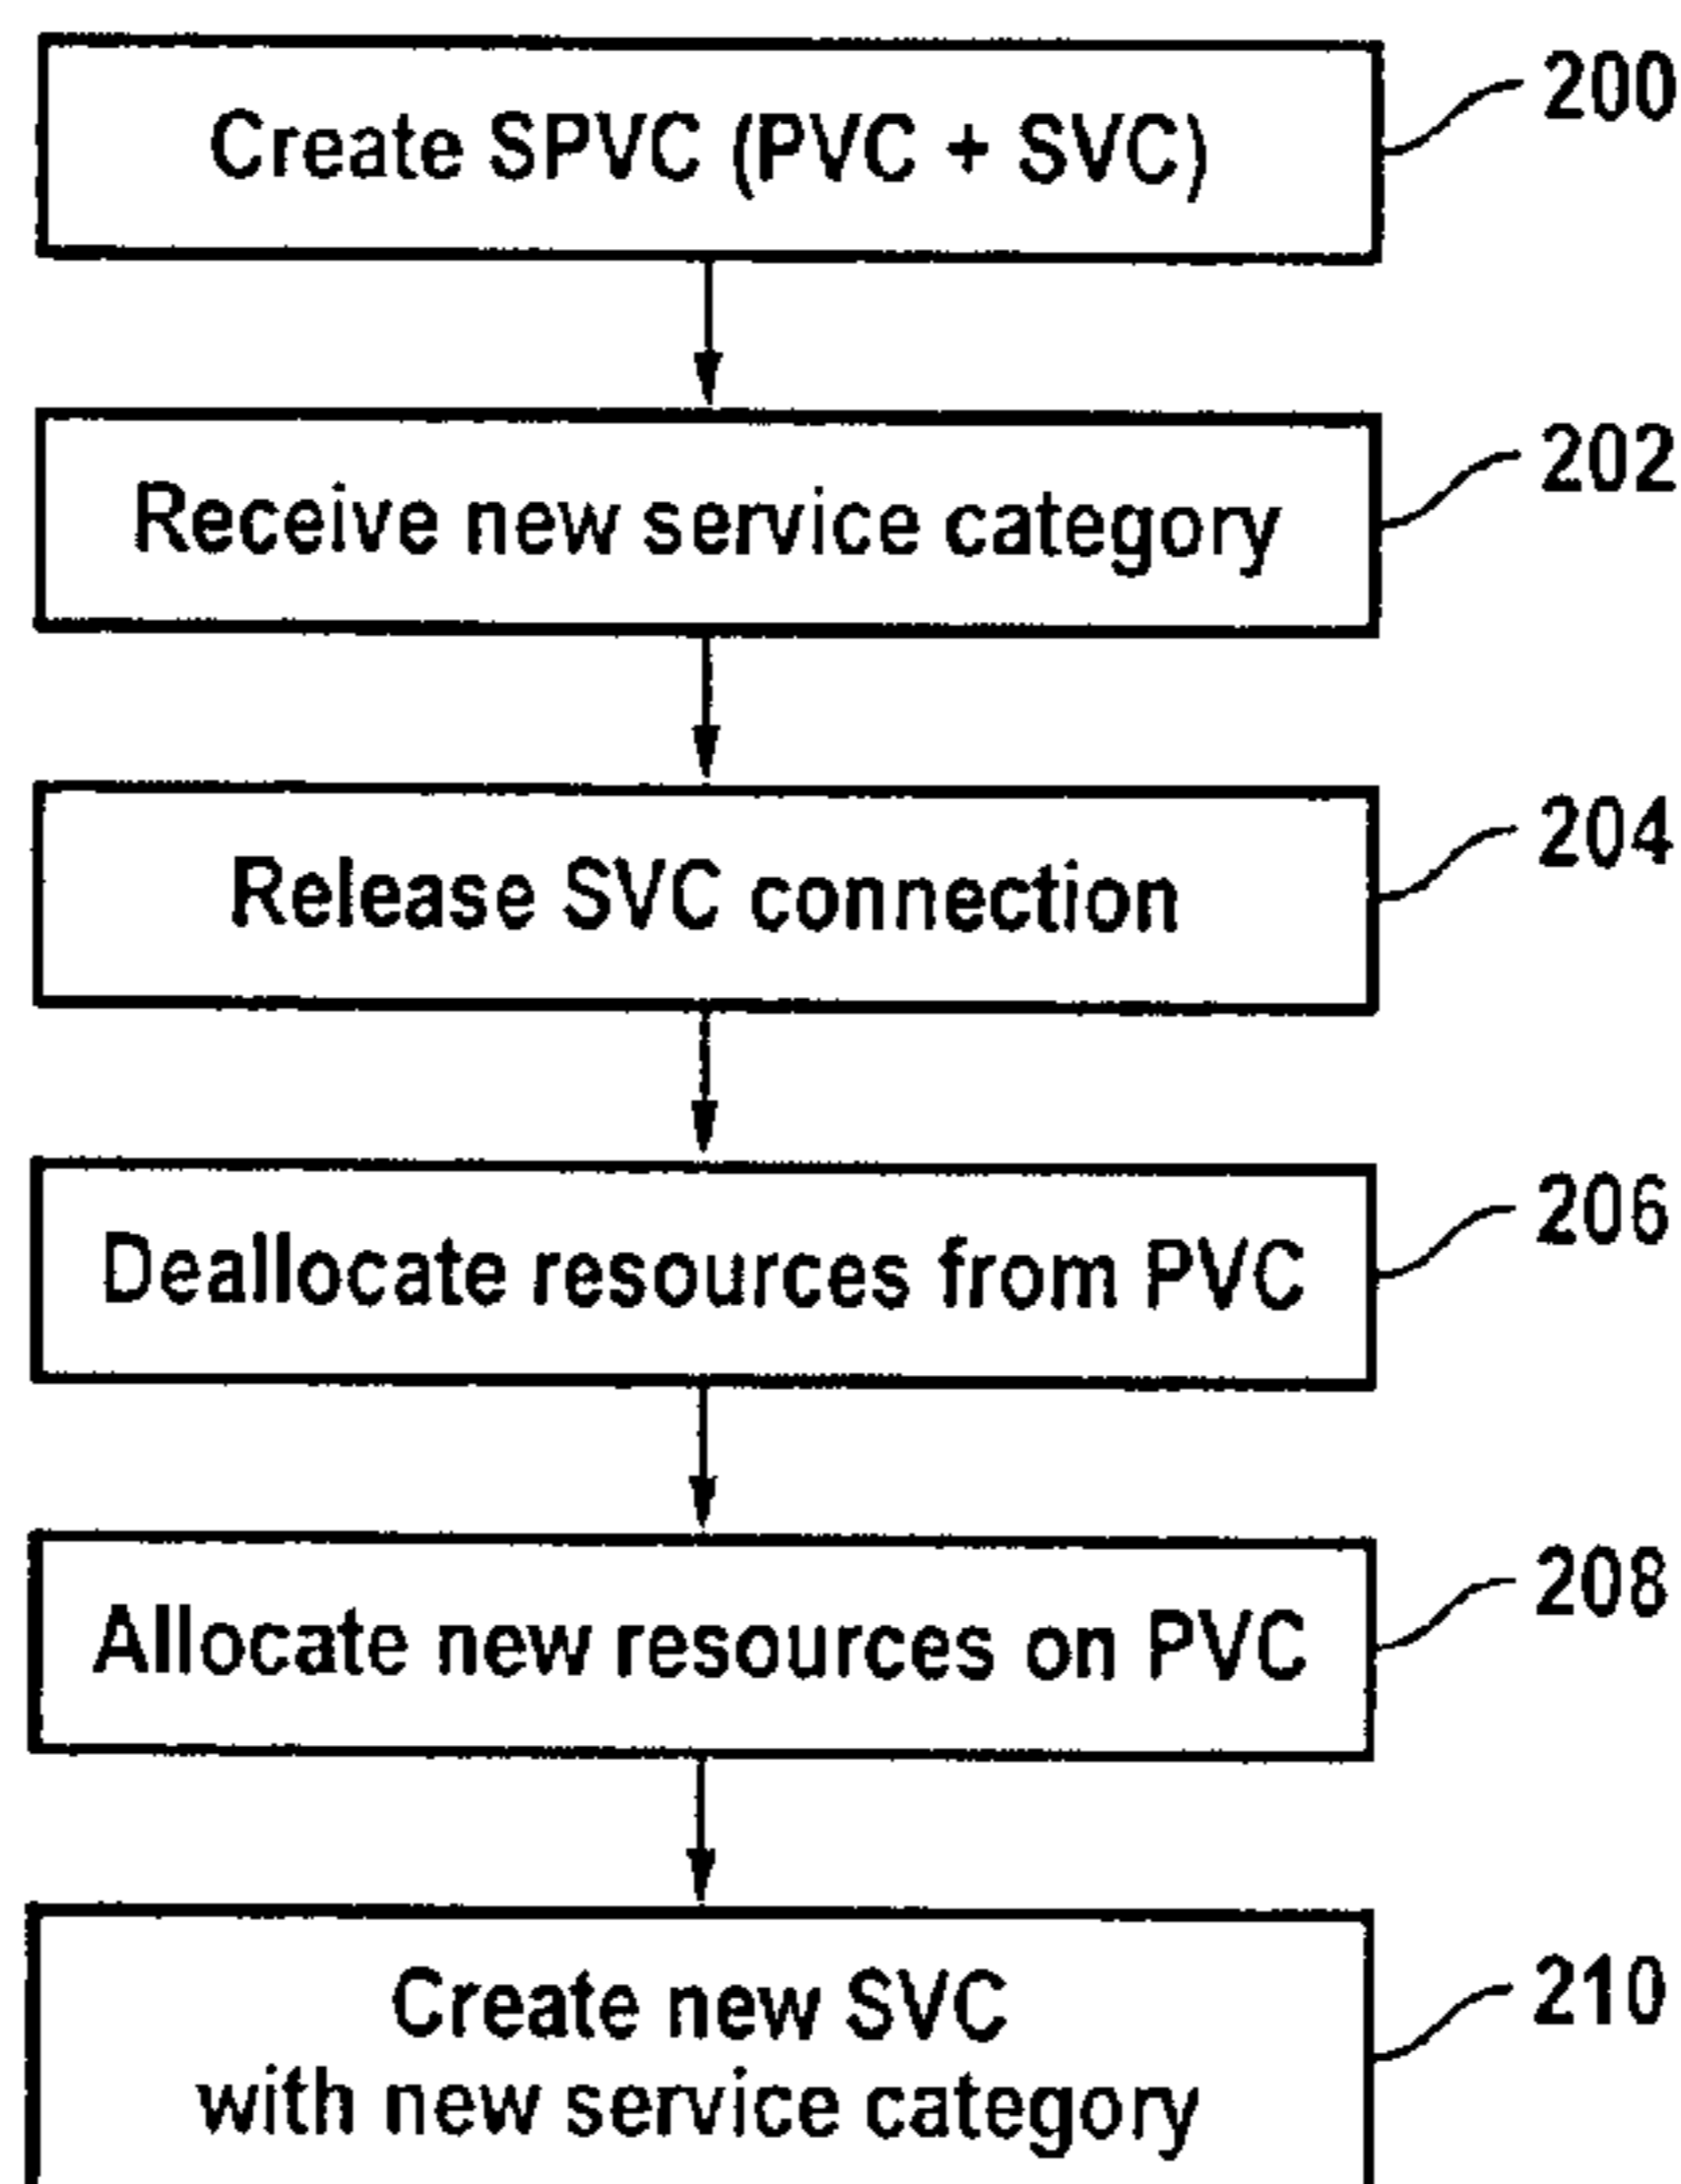 Create SPVC (PVC + SVC)
200
Receive new service category
202
Release SVC connection
204
Deallocate resources from PVC
206
Allocate new resources on PVC
208
Create new SVC
with new service category
210